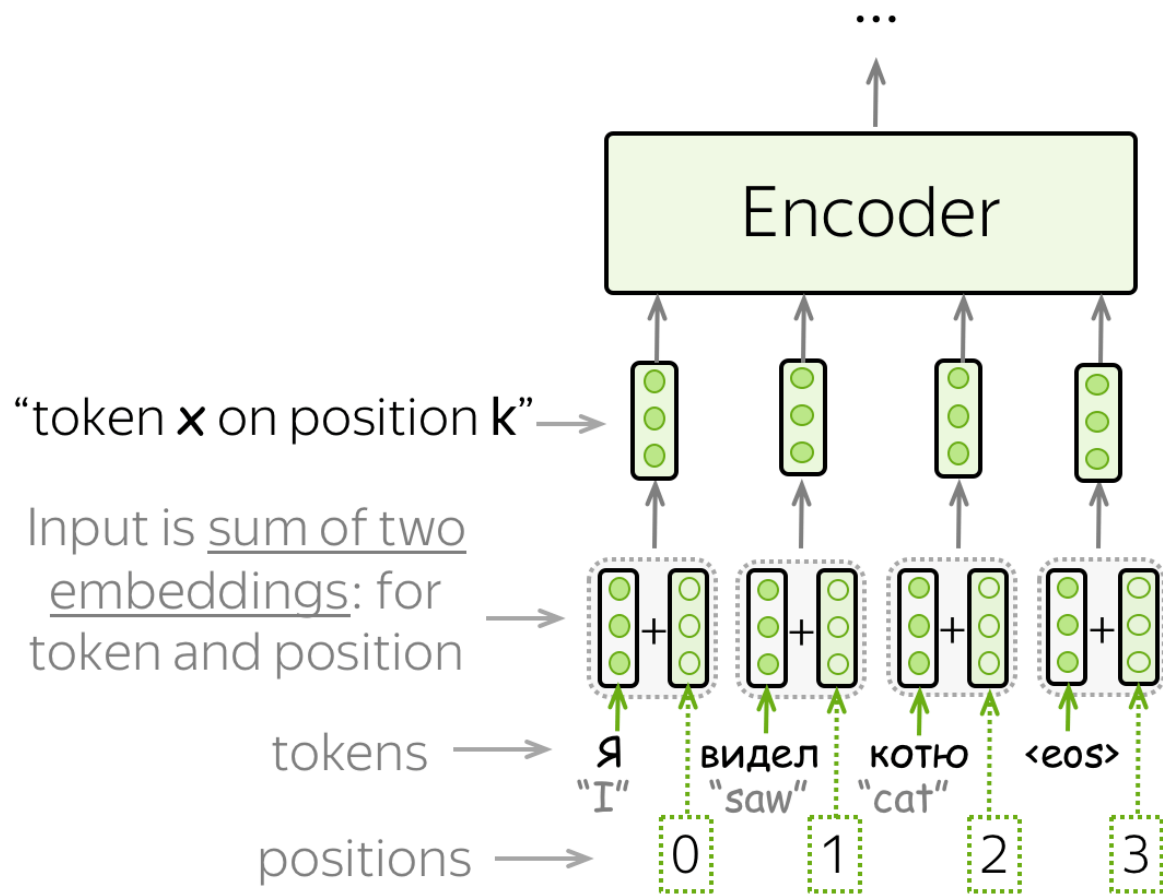 ...
Encoder
“token x on position k”
Input is sum of two
embeddings: for
token and position
+ + + +
tokens Я видел котю <eos>
“I” “saw” “cat”
positions 0 1 2 3